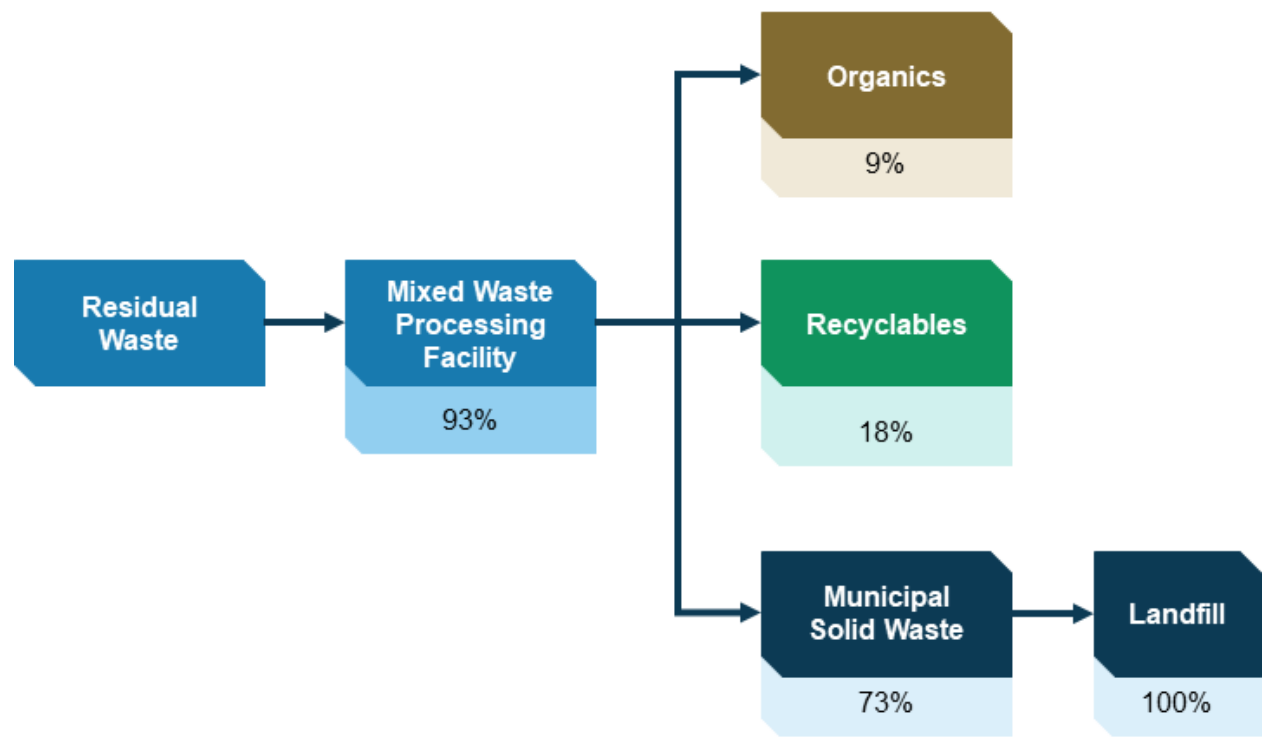 Organics
9%
Residual
Waste
Mixed Waste
Processing
Facility
93%
Recyclables
18%
Municipal
Solid Waste
73%
Landfill
100%